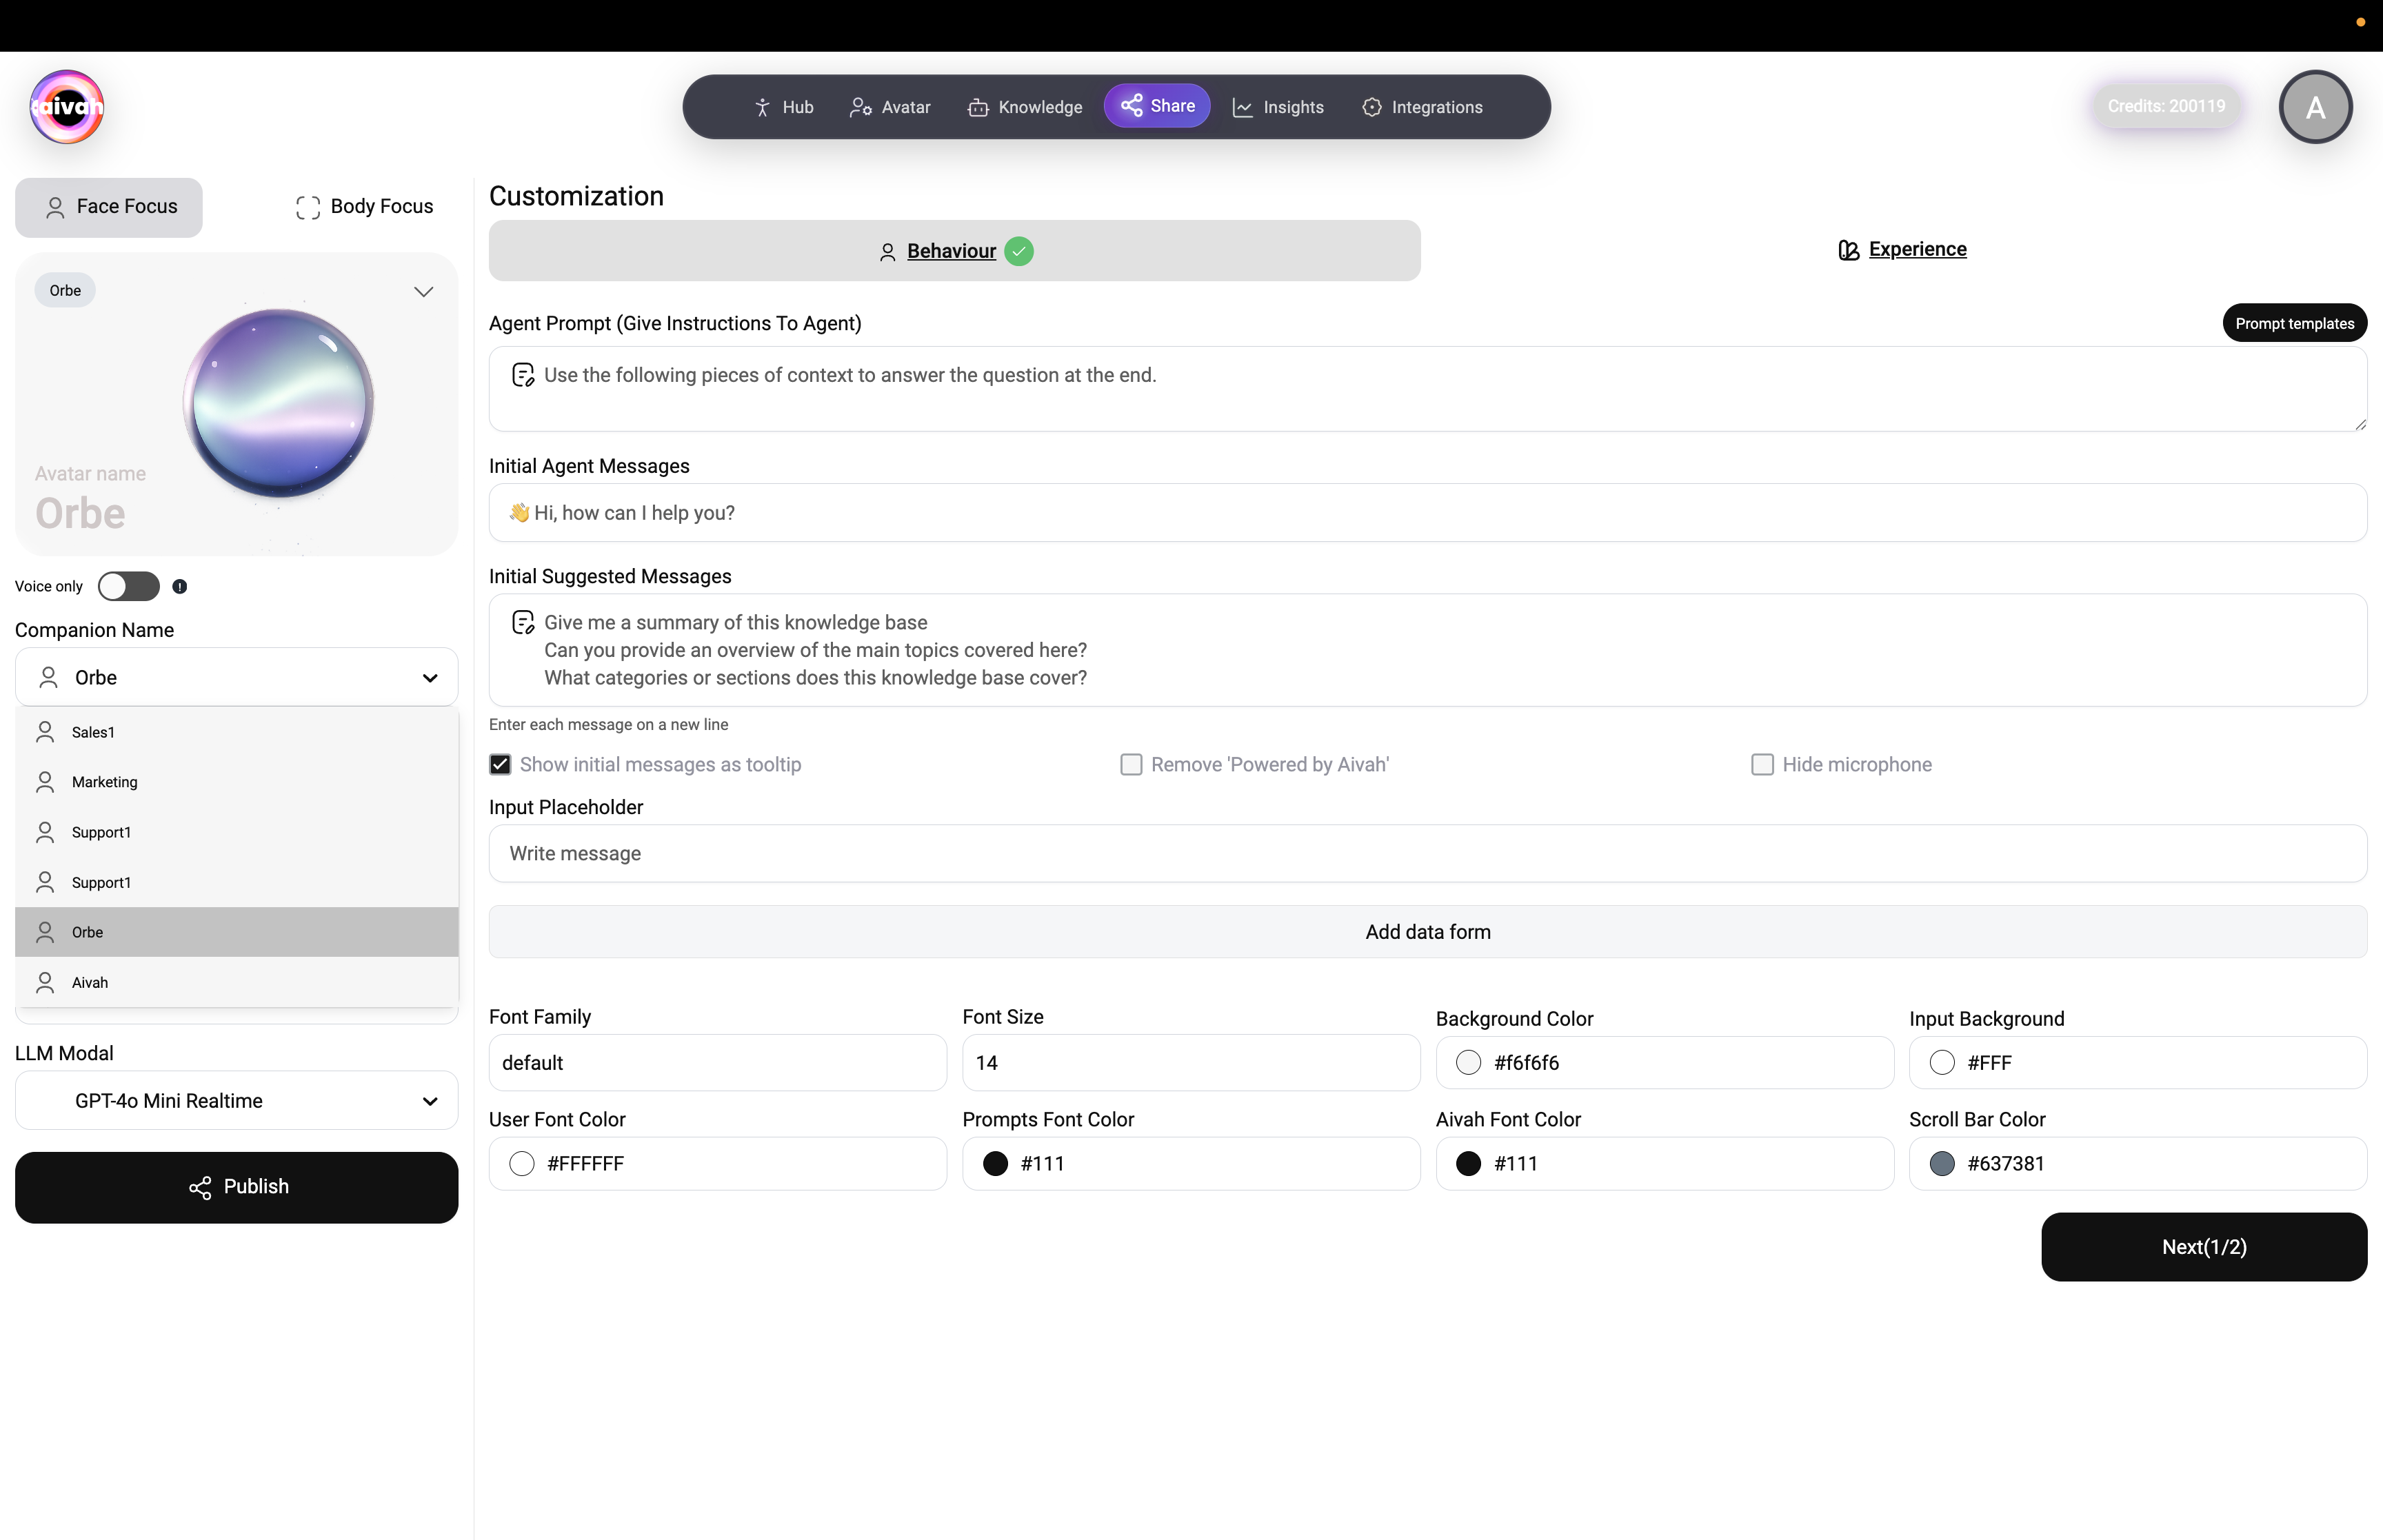 aivah
Hub
Avatar
Knowledge
Share
Insights
Integrations
Credits: 200119
A
Face Focus
Body Focus
Orbe
Avatar name
Orbe
Voice only
Companion Name
Orbe
Sales1
Marketing
Support1
Support1
Orbe
Aivah
LLM Modal
GPT-4o Mini Realtime
Publish
Customization
Behaviour
Experience
Agent Prompt (Give Instructions To Agent)
Prompt templates
Use the following pieces of context to answer the question at the end.
Initial Agent Messages
👋 Hi, how can I help you?
Initial Suggested Messages
Give me a summary of this knowledge base
Can you provide an overview of the main topics covered here?
What categories or sections does this knowledge base cover?
Enter each message on a new line
Show initial messages as tooltip
Remove 'Powered by Aivah'
Hide microphone
Input Placeholder
Write message
Add data form
Font Family
Font Size
Background Color
Input Background
default
14
#f6f6f6
#FFF
User Font Color
Prompts Font Color
Aivah Font Color
Scroll Bar Color
#FFFFFF
#111
#111
#637381
Next(1/2)